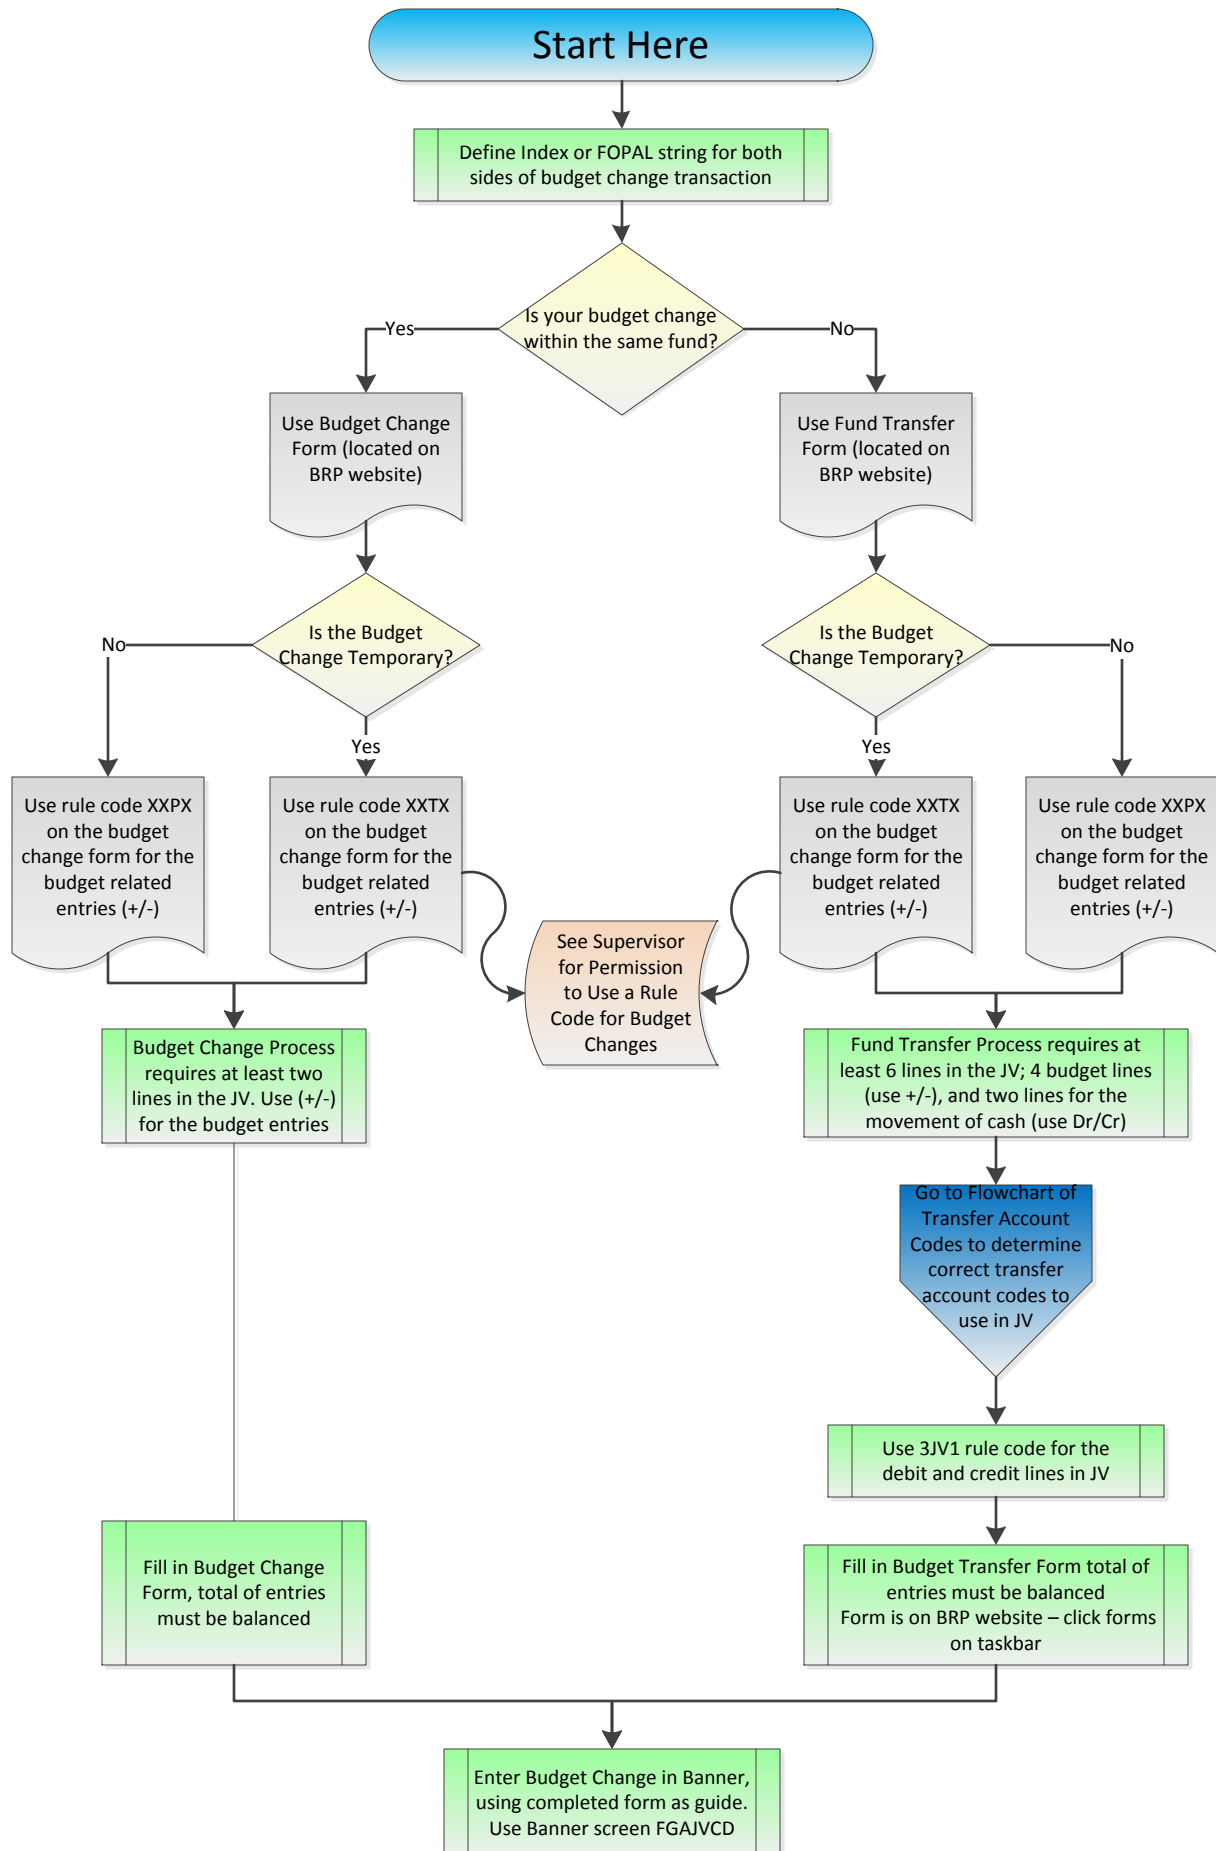 Start Here
Define Index or FOPAL string for both
sides of budget change transaction
Is your budget change
within the same fund?
Yes
No
Use Budget Change
Form (located on
BRP website)
Use Fund Transfer
Form (located on
BRP website)
Is the Budget
Change Temporary?
No
Yes
Is the Budget
Change Temporary?
Yes
No
Use rule code XXPX
on the budget
change form for the
budget related
entries (+/-)
Use rule code XXTX
on the budget
change form for the
budget related
entries (+/-)
Use rule code XXTX
on the budget
change form for the
budget related
entries (+/-)
Use rule code XXPX
on the budget
change form for the
budget related
entries (+/-)
See Supervisor
for Permission
to Use a Rule
Code for Budget
Changes
Budget Change Process
requires at least two
lines in the JV. Use (+/-)
for the budget entries
Fund Transfer Process requires at
least 6 lines in the JV; 4 budget lines
(use +/-), and two lines for the
movement of cash (use Dr/Cr)
Go to Flowchart of
Transfer Account
Codes to determine
correct transfer
account codes to
use in JV
Use 3JV1 rule code for the
debit and credit lines in JV
Fill in Budget Change
Form, total of entries
must be balanced
Fill in Budget Transfer Form total of
entries must be balanced
Form is on BRP website – click forms
on taskbar
Enter Budget Change in Banner,
using completed form as guide.
Use Banner screen FGAJVCD